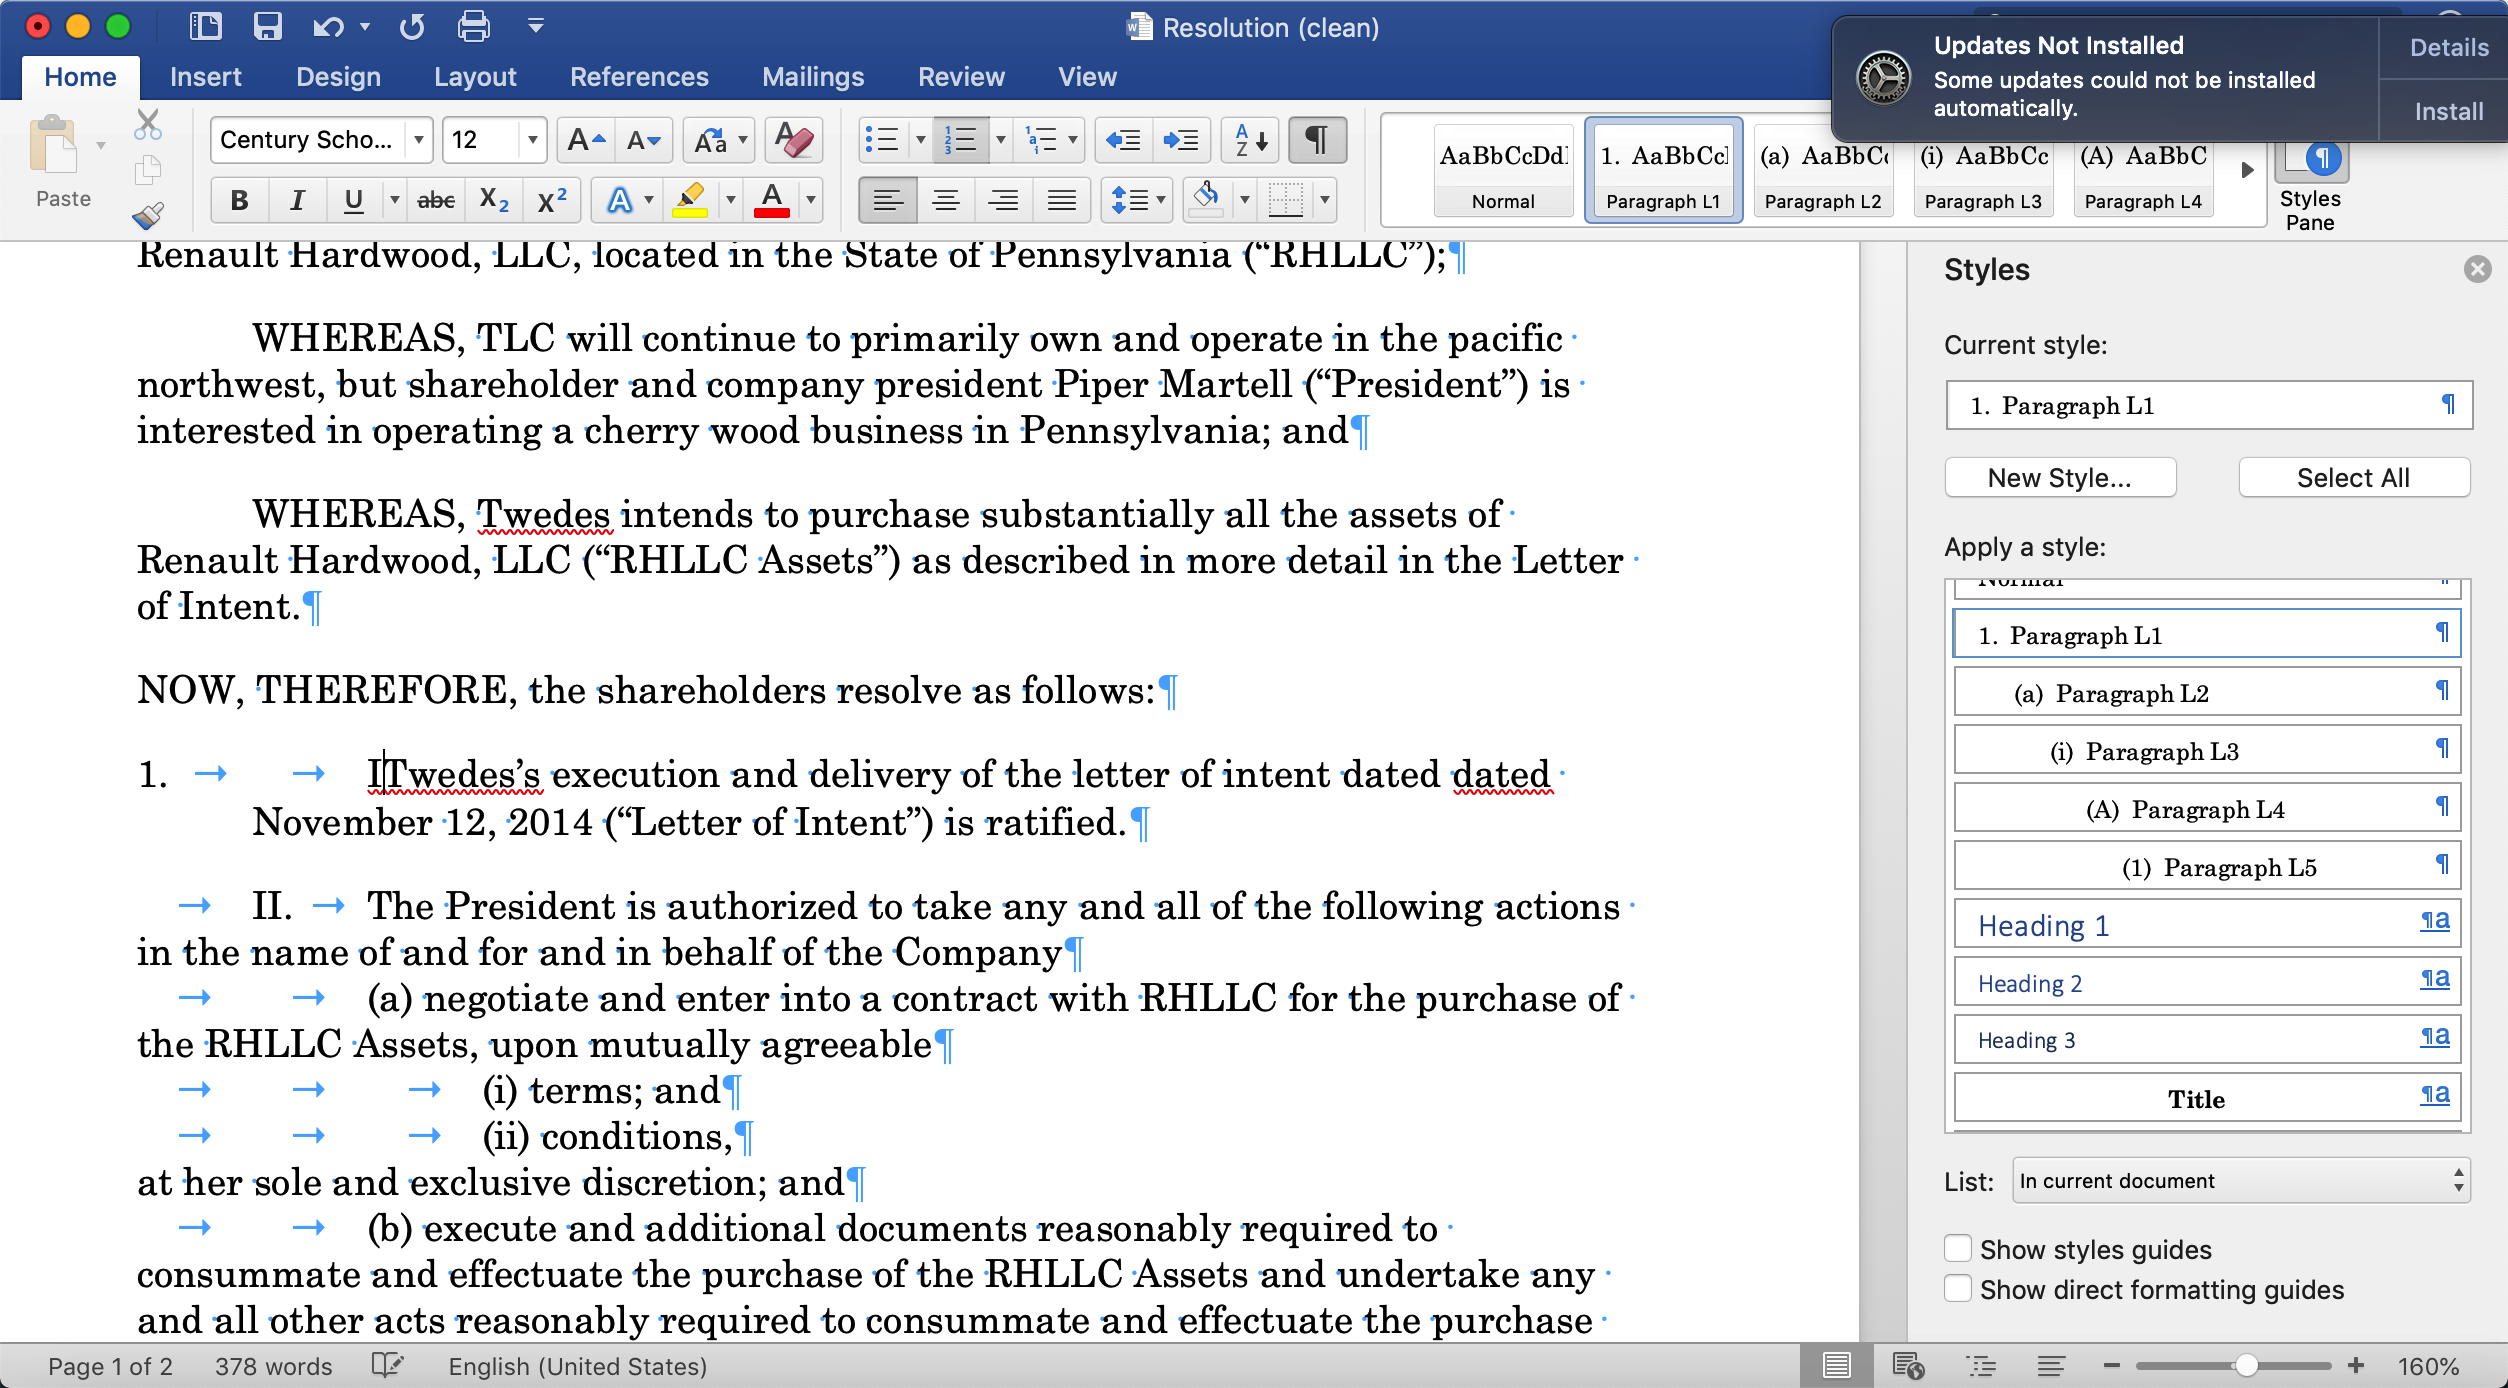 Resolution (clean)
Updates Not Installed
Some updates could not be installed
automatically.
Details
Install
Home Insert Design Layout References Mailings Review View
Paste
Century Scho... 12
AaBbCcDdI Normal
1. AaBbCcI Paragraph L1
(a) AaBbCc Paragraph L2
(i) AaBbCc Paragraph L3
(A) AaBbC Paragraph L4
Styles
Pane
Renault Hardwood, LLC, located in the State of Pennsylvania (“RHLLC”);¶
WHEREAS, TLC will continue to primarily own and operate in the pacific
northwest, but shareholder and company president Piper Martell (“President”) is
interested in operating a cherry wood business in Pennsylvania; and¶
WHEREAS, Twedes intends to purchase substantially all the assets of
Renault Hardwood, LLC (“RHLLC Assets”) as described in more detail in the Letter
of Intent.¶
NOW, THEREFORE, the shareholders resolve as follows:¶
1. → → ITwedes’s execution and delivery of the letter of intent dated dated
November 12, 2014 (“Letter of Intent”) is ratified.¶
→ II. → The President is authorized to take any and all of the following actions
in the name of and for and in behalf of the Company¶
→ → (a) negotiate and enter into a contract with RHLLC for the purchase of
the RHLLC Assets, upon mutually agreeable¶
→ → → (i) terms; and¶
→ → → (ii) conditions,¶
at her sole and exclusive discretion; and¶
→ → (b) execute and additional documents reasonably required to
consummate and effectuate the purchase of the RHLLC Assets and undertake any
and all other acts reasonably required to consummate and effectuate the purchase
Styles
Current style:
1. Paragraph L1 ¶
New Style... Select All
Apply a style:
Normal ¶
1. Paragraph L1 ¶
(a) Paragraph L2 ¶
(i) Paragraph L3 ¶
(A) Paragraph L4 ¶
(1) Paragraph L5 ¶
Heading 1 ¶a
Heading 2 ¶a
Heading 3 ¶a
Title ¶a
List: In current document
Show styles guides
Show direct formatting guides
Page 1 of 2 378 words English (United States) 160%